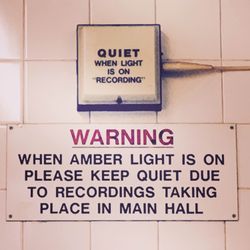 QUIET
WHEN LIGHT
IS ON
"RECORDING"
WARNING
WHEN AMBER LIGHT IS ON
PLEASE KEEP QUIET DUE
TO RECORDINGS TAKING
PLACE IN MAIN HALL